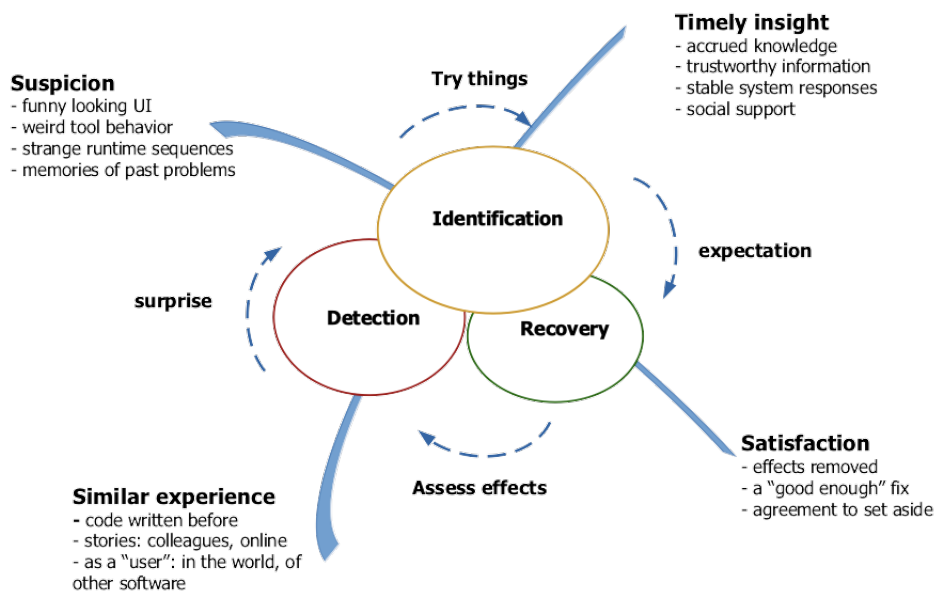 Timely insight
- accrued knowledge
- trustworthy information
- stable system responses
- social support
Suspicion
- funny looking UI
- weird tool behavior
- strange runtime sequences
- memories of past problems
Try things
Identification
expectation
surprise
Detection
Recovery
Assess effects
Satisfaction
- effects removed
- a “good enough” fix
- agreement to set aside
Similar experience
- code written before
- stories: colleagues, online
- as a “user”: in the world, of
other software